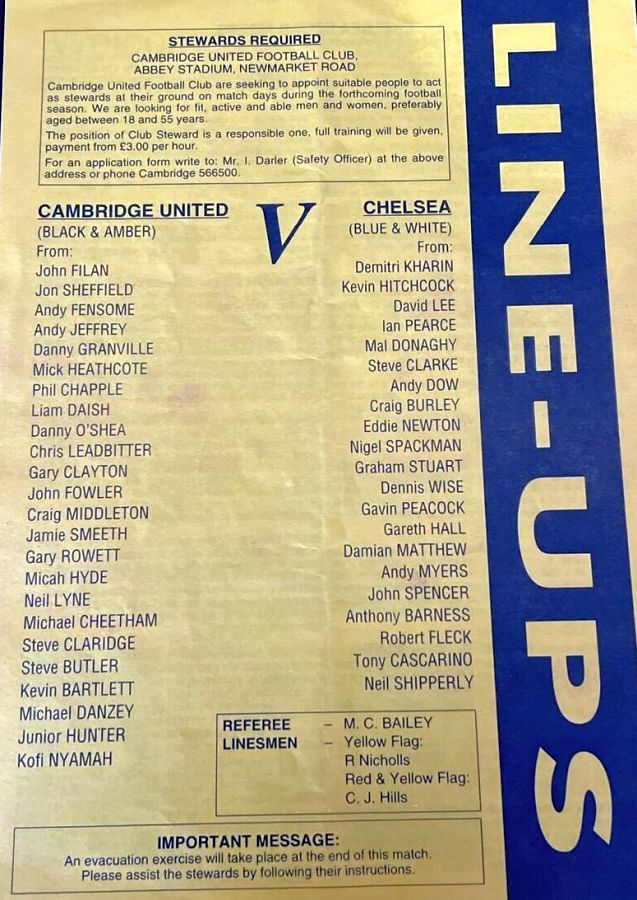 STEWARDS REQUIRED
CAMBRIDGE UNITED FOOTBALL CLUB,
ABBEY STADIUM, NEWMARKET ROAD
Cambridge United Football Club are seeking to appoint suitable people to act
as stewards at their ground on match days during the forthcoming football
season. We are looking for fit, active and able men and women, preferably
aged between 18 and 55 years.
The position of Club Steward is a responsible one, full training will be given,
payment from £3.00 per hour.
For an application form write to: Mr. I. Darler (Safety Officer) at the above
address or phone Cambridge 566500.
CAMBRIDGE UNITED
(BLACK & AMBER)
From:
John FILAN
Jon SHEFFIELD
Andy FENSOME
Andy JEFFREY
Danny GRANVILLE
Mick HEATHCOTE
Phil CHAPPLE
Liam DAISH
Danny O'SHEA
Chris LEADBITTER
Gary CLAYTON
John FOWLER
Craig MIDDLETON
Jamie SMEETH
Gary ROWETT
Micah HYDE
Neil LYNE
Michael CHEETHAM
Steve CLARIDGE
Steve BUTLER
Kevin BARTLETT
Michael DANZEY
Junior HUNTER
Kofi NYAMAH
V
CHELSEA
(BLUE & WHITE)
From:
Demitri KHARIN
Kevin HITCHCOCK
David LEE
Ian PEARCE
Mal DONAGHY
Steve CLARKE
Andy DOW
Craig BURLEY
Eddie NEWTON
Nigel SPACKMAN
Graham STUART
Dennis WISE
Gavin PEACOCK
Gareth HALL
Damian MATTHEW
Andy MYERS
John SPENCER
Anthony BARNESS
Robert FLECK
Tony CASCARINO
Neil SHIPPERLY
REFEREE – M. C. BAILEY
LINESMEN – Yellow Flag:
R Nicholls
Red & Yellow Flag:
C. J. Hills
IMPORTANT MESSAGE:
An evacuation exercise will take place at the end of this match.
Please assist the stewards by following their instructions.
LINE-UPS